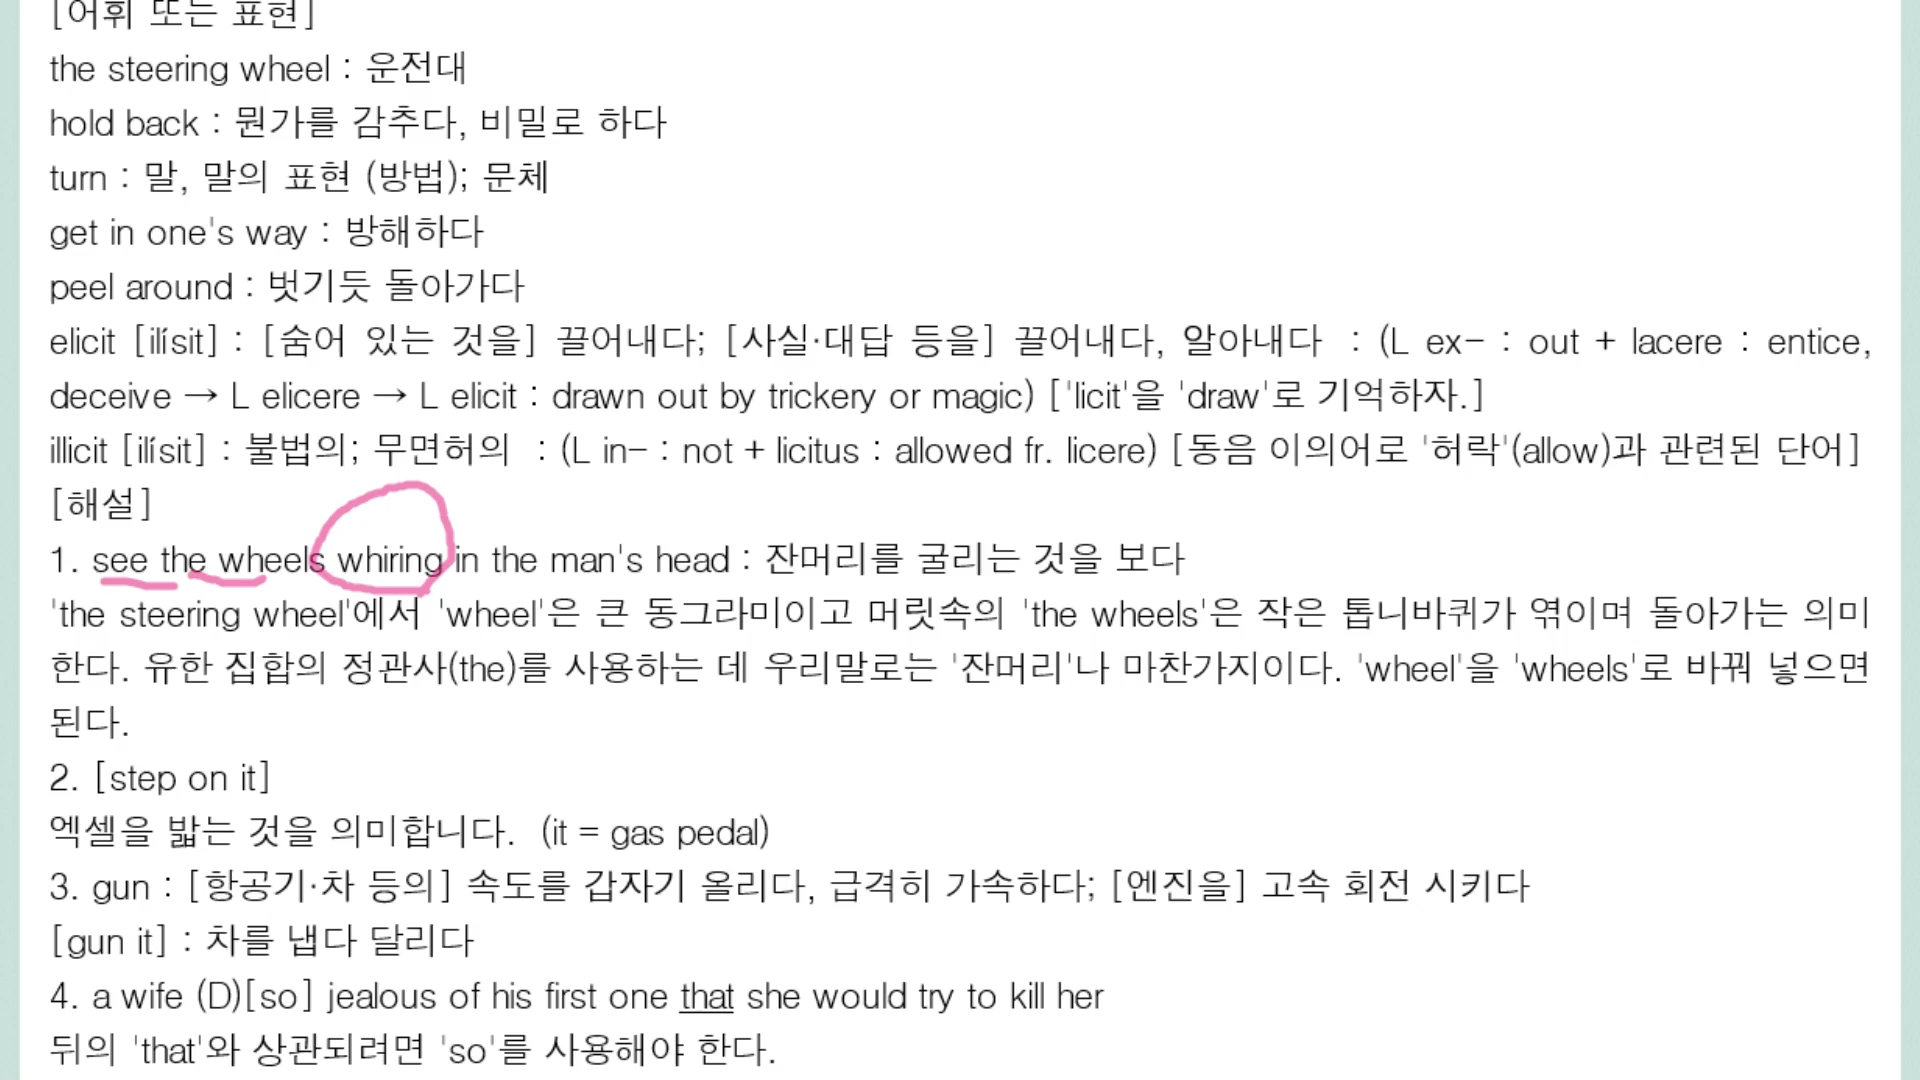 [어휘 또는 표현]
the steering wheel : 운전대
hold back : 뭔가를 감추다, 비밀로 하다
turn : 말, 말의 표현 (방법); 문체
get in one's way : 방해하다
peel around : 벗기듯 돌아가다
elicit [ilísit] : [숨어 있는 것을] 끌어내다; [사실·대답 등을] 끌어내다, 알아내다 : (L ex- : out + lacere : entice,
deceive → L elicere → L elicit : drawn out by trickery or magic) ['licit'을 'draw'로 기억하자.]
illicit [ilísit] : 불법의; 무면허의 : (L in- : not + licitus : allowed fr. licere) [동음 이의어로 '허락'(allow)과 관련된 단어]
[해설]
1. see the wheels whiring in the man's head : 잔머리를 굴리는 것을 보다
'the steering wheel'에서 'wheel'은 큰 동그라미이고 머릿속의 'the wheels'은 작은 톱니바퀴가 엮이며 돌아가는 의미
한다. 유한 집합의 정관사(the)를 사용하는 데 우리말로는 '잔머리'나 마찬가지이다. 'wheel'을 'wheels'로 바꿔 넣으면
된다.
2. [step on it]
엑셀을 밟는 것을 의미합니다. (it = gas pedal)
3. gun : [항공기·차 등의] 속도를 갑자기 올리다, 급격히 가속하다; [엔진을] 고속 회전 시키다
[gun it] : 차를 냅다 달리다
4. a wife (D)[so] jealous of his first one that she would try to kill her
뒤의 'that'와 상관되려면 'so'를 사용해야 한다.